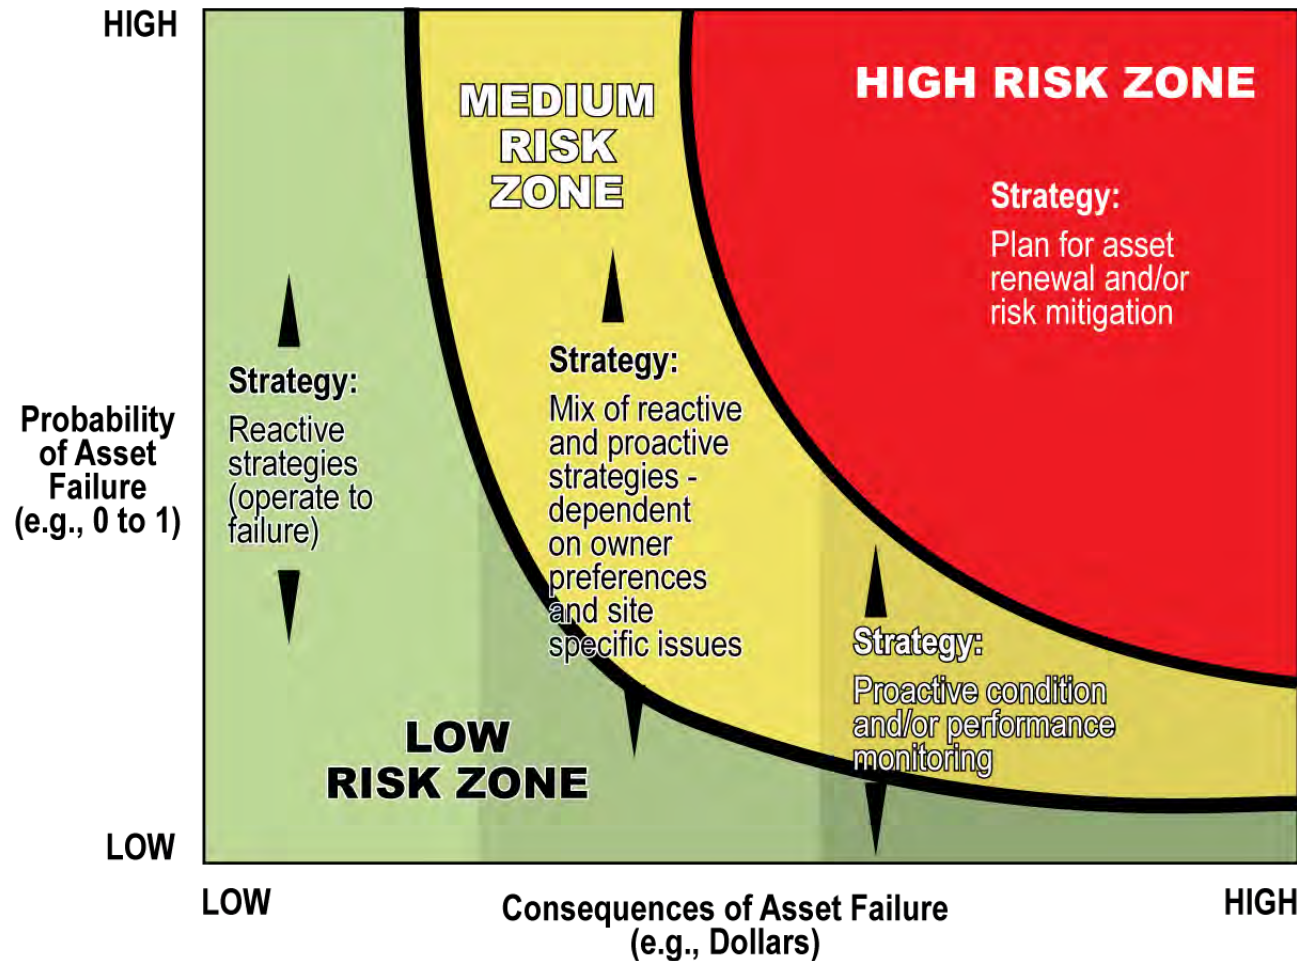 HIGH
MEDIUM
RISK
ZONE
HIGH RISK ZONE
Strategy:
Plan for asset
renewal and/or
risk mitigation
Strategy:
Reactive
strategies
(operate to
failure)
Strategy:
Mix of reactive
and proactive
strategies -
dependent
on owner
preferences
and site
specific issues
Probability
of Asset
Failure
(e.g., 0 to 1)
Strategy:
Proactive condition
and/or performance
monitoring
LOW
RISK ZONE
LOW
LOW
Consequences of Asset Failure
(e.g., Dollars)
HIGH